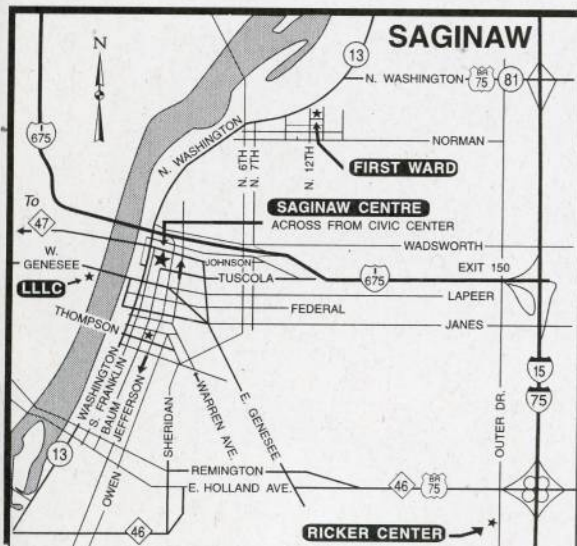 SAGINAW
N
13
N. WASHINGTON
BR
75
81
675
N. WASHINGTON
N. 6TH
N. 7TH
N. 12TH
NORMAN
FIRST WARD
To
47
SAGINAW CENTRE
ACROSS FROM CIVIC CENTER
W.
GENESEE
JOHNSON
WADSWORTH
TUSCOLA
EXIT 150
675
LLLC
LAPEER
FEDERAL
THOMPSON
JANES
WASHINGTON
S. FRANKLIN
BAUM
JEFFERSON
SHERIDAN
WARREN AVE.
E. GENESEE
OUTER DR.
15
75
13
OWEN
REMINGTON
E. HOLLAND AVE.
46
BR
75
46
RICKER CENTER